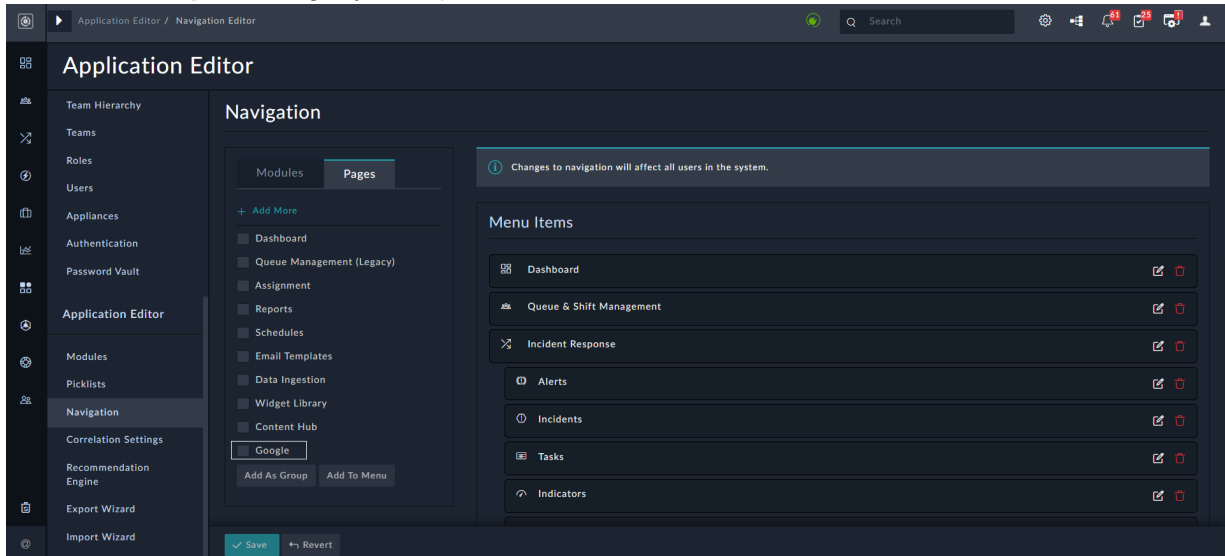 Application Editor / Navigation Editor
Search
61
25
!
Application Editor
Team Hierarchy
Teams
Roles
Users
Appliances
Authentication
Password Vault
Application Editor
Modules
Picklists
Navigation
Correlation Settings
Recommendation
Engine
Export Wizard
Import Wizard
Navigation
Modules
Pages
+ Add More
Dashboard
Queue Management (Legacy)
Assignment
Reports
Schedules
Email Templates
Data Ingestion
Widget Library
Content Hub
Google
Add As Group
Add To Menu
Changes to navigation will affect all users in the system.
Menu Items
Dashboard
Queue & Shift Management
Incident Response
Alerts
Incidents
Tasks
Indicators
Save
Revert